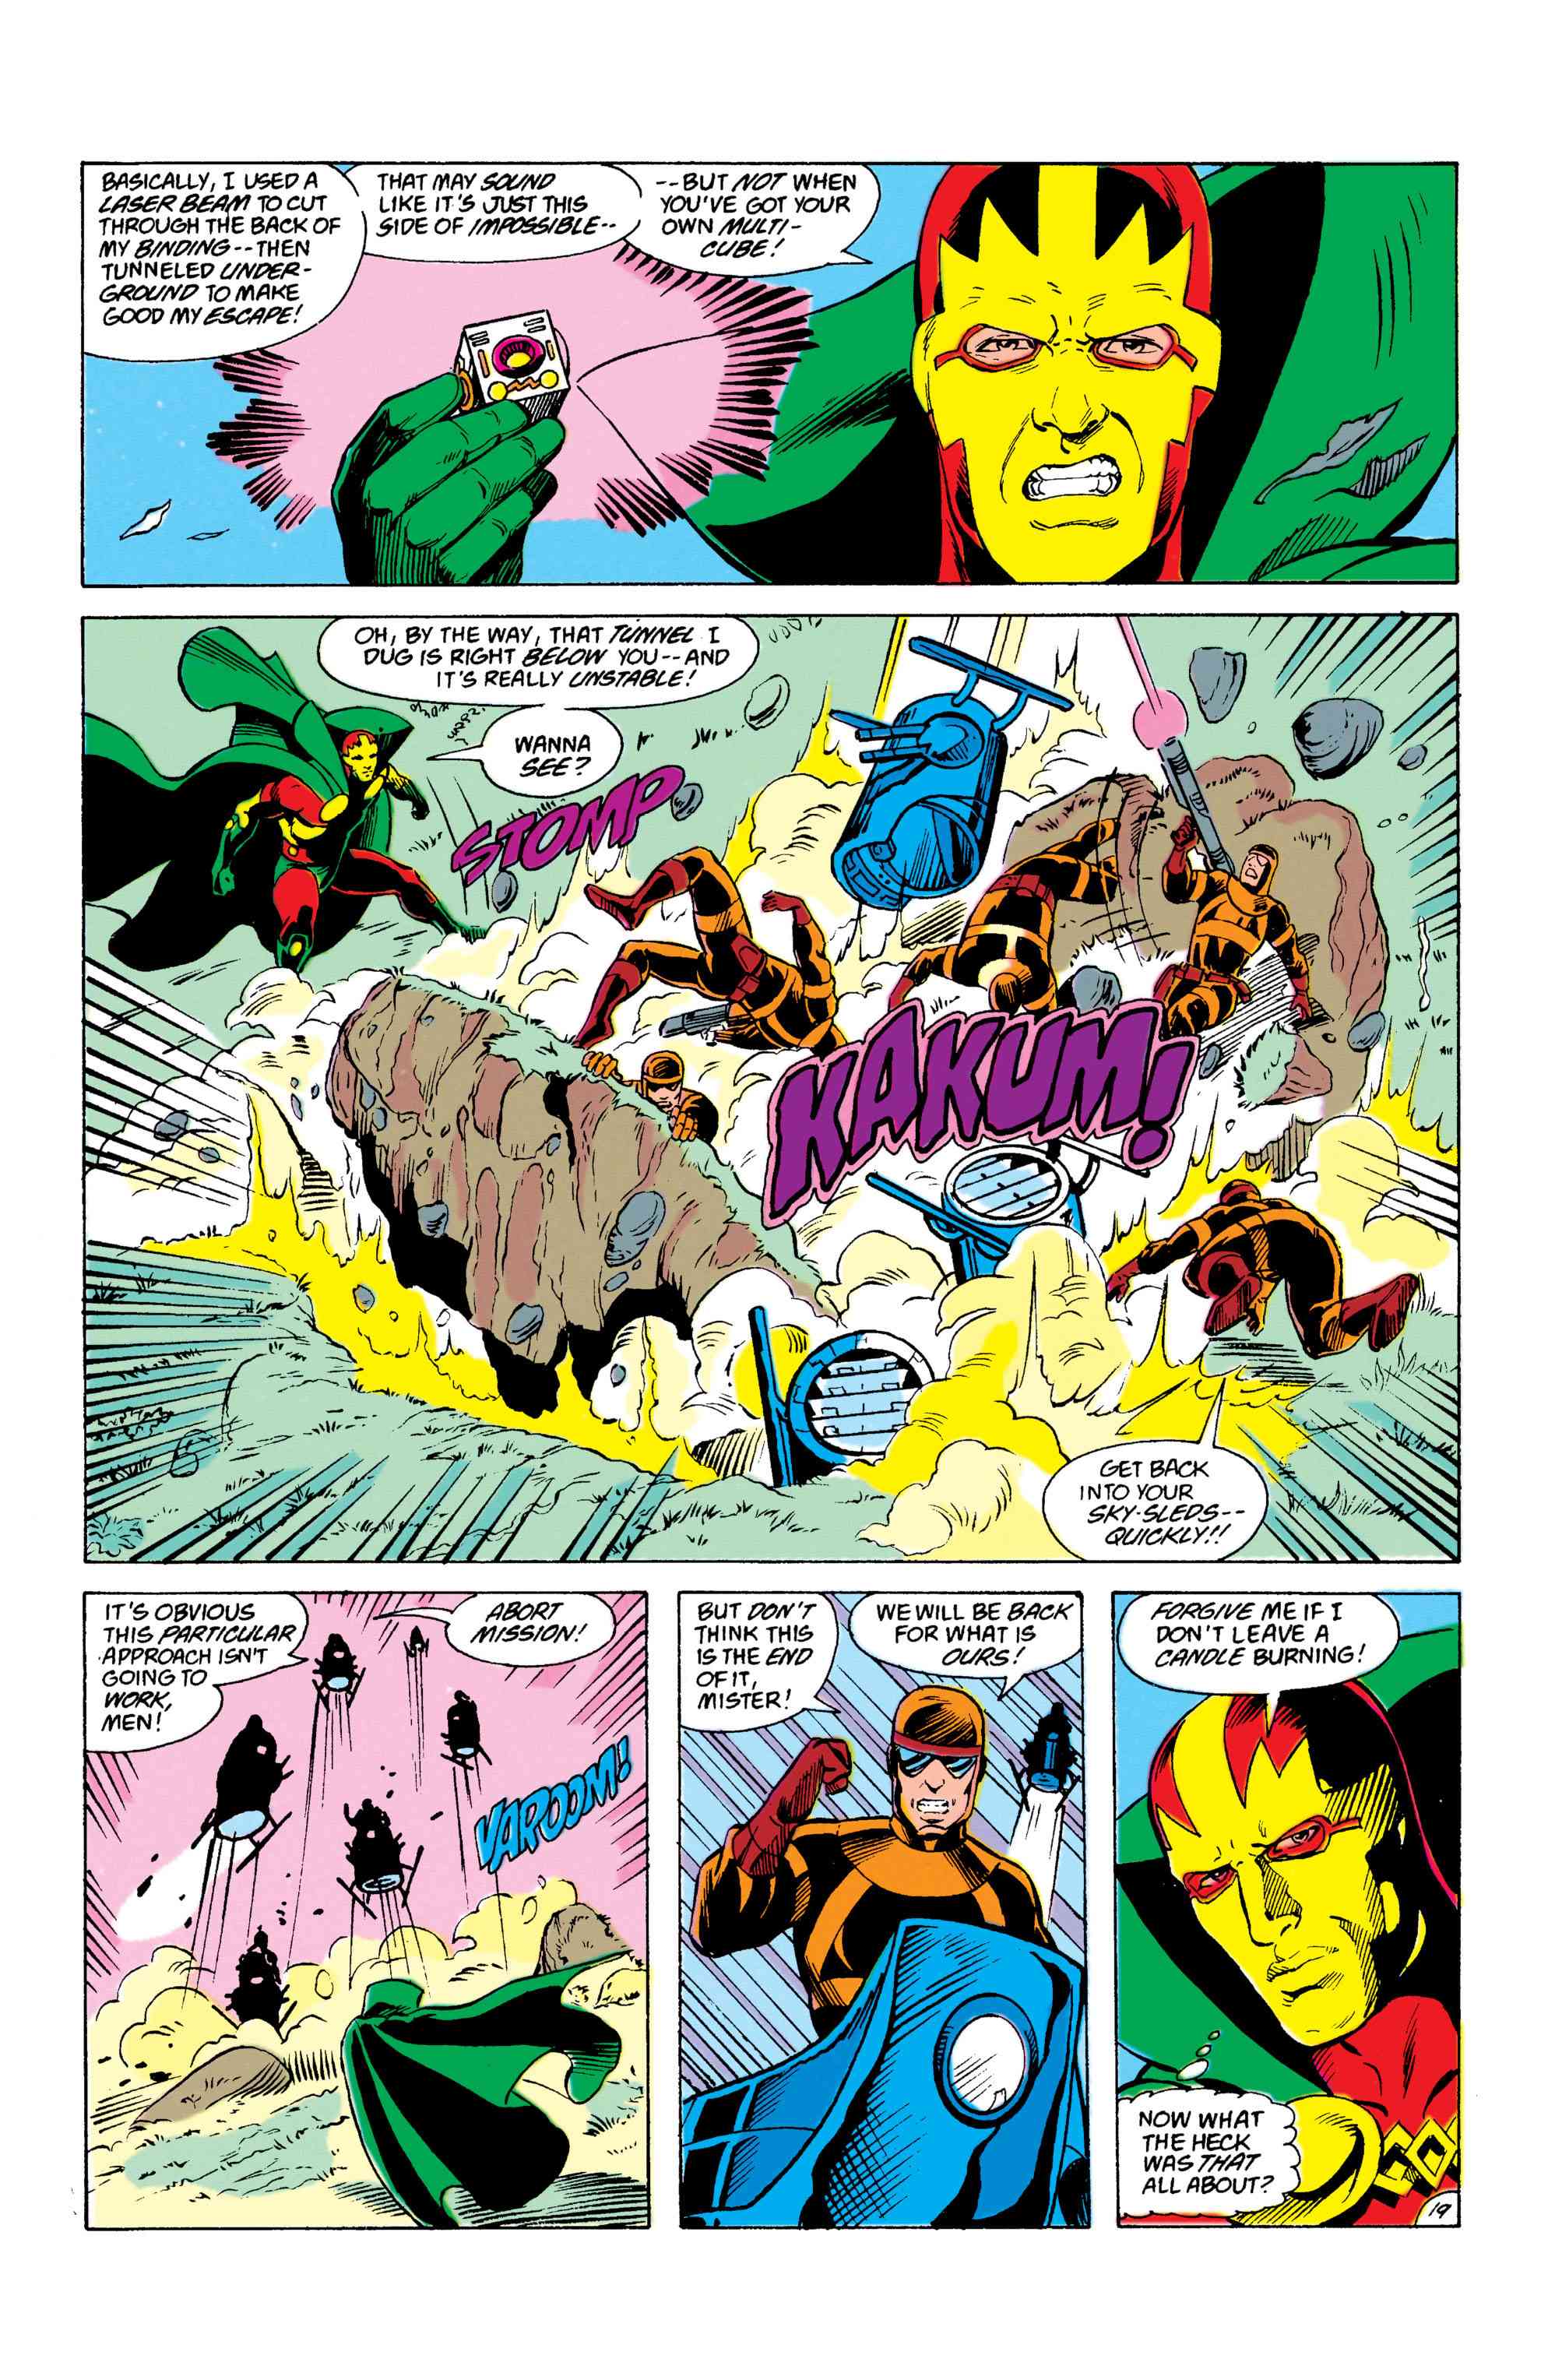 BASICALLY, I USED A
LASER BEAM TO CUT
THROUGH THE BACK OF
MY BINDING--THEN
TUNNELED UNDER-
GROUND TO MAKE
GOOD MY ESCAPE!
THAT MAY SOUND
LIKE IT'S JUST THIS
SIDE OF IMPOSSIBLE--
--BUT NOT WHEN
YOU'VE GOT YOUR
OWN MULTI-
CUBE!
OH, BY THE WAY, THAT TUNNEL I
DUG IS RIGHT BELOW YOU--AND
IT'S REALLY UNSTABLE!
WANNA
SEE?
STOMP
KAKUM!
GET BACK
INTO YOUR
SKY-SLEDS--
QUICKLY!!
IT'S OBVIOUS
THIS PARTICULAR
APPROACH ISN'T
GOING TO
WORK,
MEN!
ABORT
MISSION!
VAROOM!
BUT DON'T
THINK THIS
IS THE END
OF IT,
MISTER!
WE WILL BE BACK
FOR WHAT IS
OURS!
FORGIVE ME IF I
DON'T LEAVE A
CANDLE BURNING!
NOW WHAT
THE HECK
WAS THAT
ALL ABOUT?
19